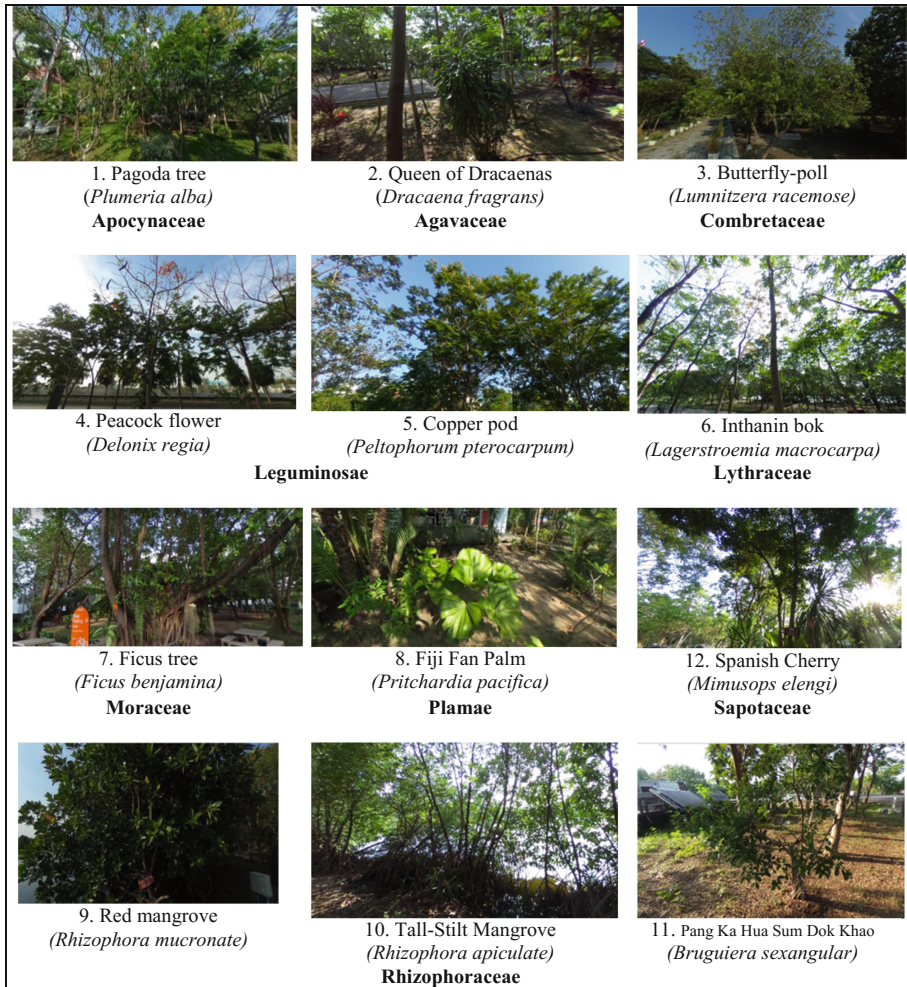 1. Pagoda tree
(Plumeria alba)
Apocynaceae
2. Queen of Dracaenas
(Dracaena fragrans)
Agavaceae
3. Butterfly-poll
(Lumnitzera racemose)
Combretaceae
4. Peacock flower
(Delonix regia)
5. Copper pod
(Peltophorum pterocarpum)
Leguminosae
6. Inthanin bok
(Lagerstroemia macrocarpa)
Lythraceae
7. Ficus tree
(Ficus benjamina)
Moraceae
8. Fiji Fan Palm
(Pritchardia pacifica)
Plamae
12. Spanish Cherry
(Mimusops elengi)
Sapotaceae
9. Red mangrove
(Rhizophora mucronate)
10. Tall-Stilt Mangrove
(Rhizophora apiculate)
Rhizophoraceae
11. Pang Ka Hua Sum Dok Khao
(Bruguiera sexangular)